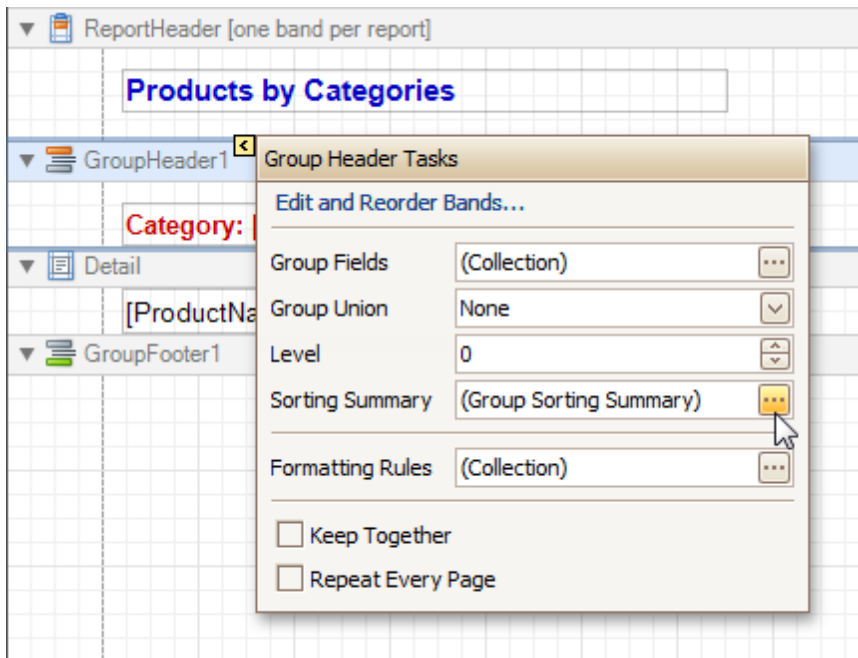 ReportHeader [one band per report]
Products by Categories
GroupHeader1
Group Header Tasks
Edit and Reorder Bands...
Category: [
Group Fields (Collection)
Detail
[ProductNa
Group Union None
GroupFooter1
Level 0
Sorting Summary (Group Sorting Summary)
Formatting Rules (Collection)
Keep Together
Repeat Every Page